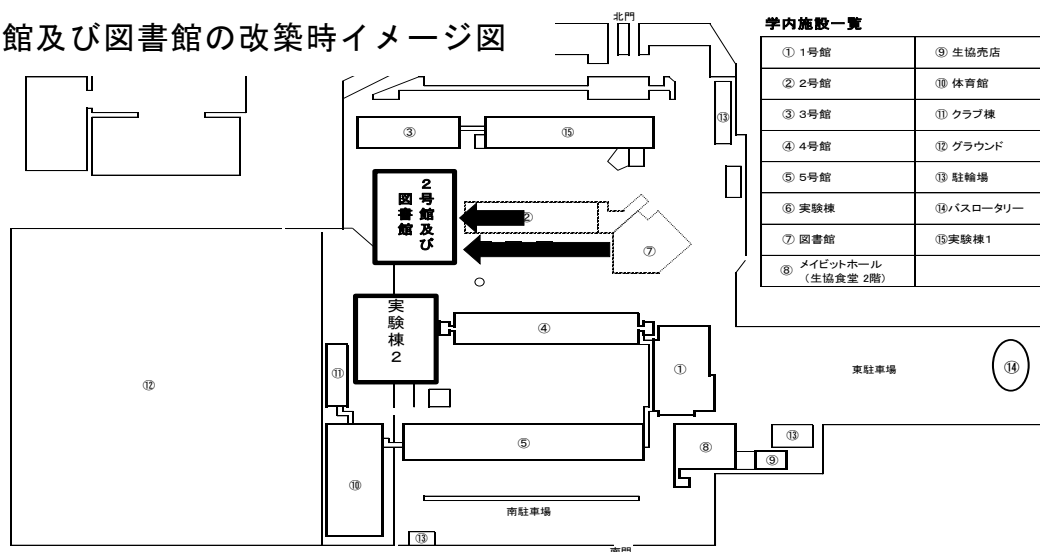 館及び図書館の改築時イメージ図
北門
学内施設一覧
① 1号館
⑨ 生協売店
② 2号館
⑩ 体育館
③ 3号館
⑪ クラブ棟
④ 4号館
⑫ グラウンド
⑤ 5号館
⑬ 駐輪場
⑥ 実験棟
⑭バスロータリー
⑦ 図書館
⑮実験棟1
⑧ メイビットホール
（生協食堂 2階）
⑬
③
⑮
２号館及び
図書館
②
⑦
実験棟２
④
①
東駐車場
⑭
⑪
⑫
⑤
⑧
⑬
⑨
⑩
南駐車場
⑬
南門